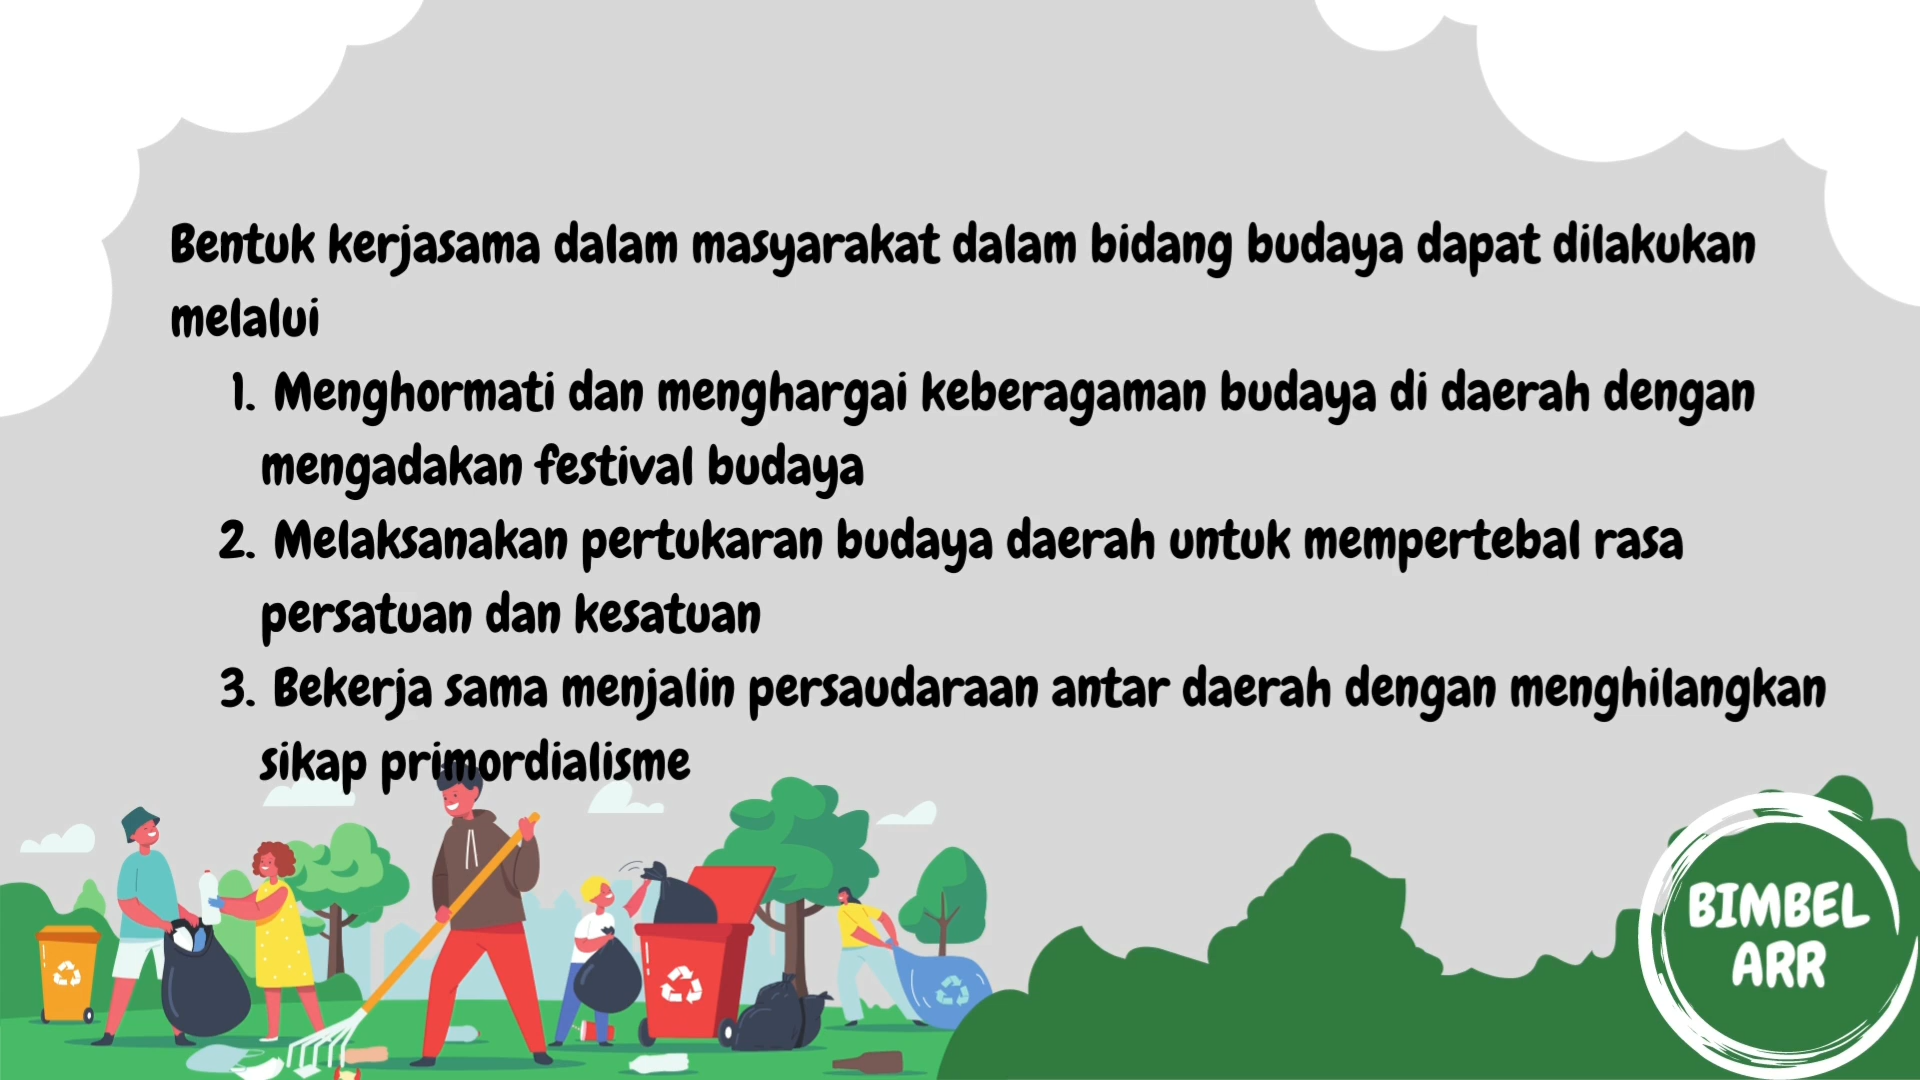 Bentuk kerjasama dalam masyarakat dalam bidang budaya dapat dilakukan
melalui
1. Menghormati dan menghargai keberagaman budaya di daerah dengan
mengadakan festival budaya
2. Melaksanakan pertukaran budaya daerah untuk mempertebal rasa
persatuan dan kesatuan
3. Bekerja sama menjalin persaudaraan antar daerah dengan menghilangkan
sikap primordialisme
BIMBEL
ARR